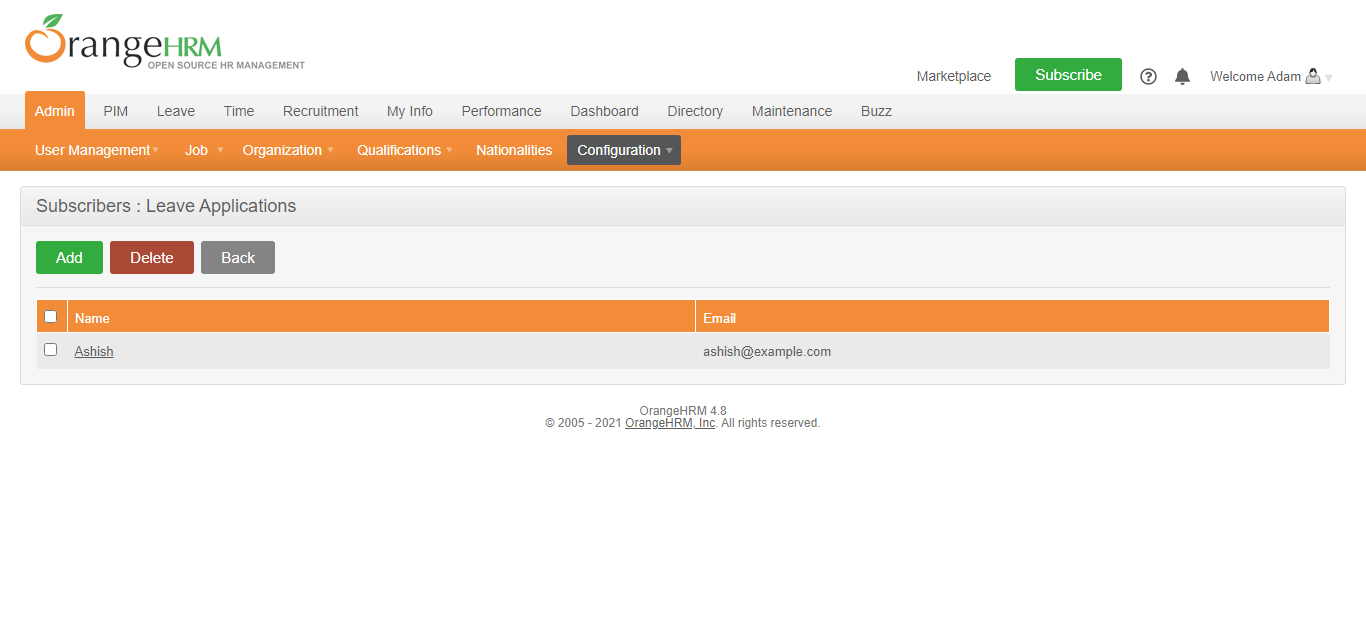 OrangeHRM
OPEN SOURCE HR MANAGEMENT
Marketplace Subscribe Welcome Adam
Admin PIM Leave Time Recruitment My Info Performance Dashboard Directory Maintenance Buzz
User Management Job Organization Qualifications Nationalities Configuration
Subscribers : Leave Applications
Add Delete Back
Name Email
Ashish ashish@example.com
OrangeHRM 4.8
© 2005 - 2021 OrangeHRM, Inc. All rights reserved.